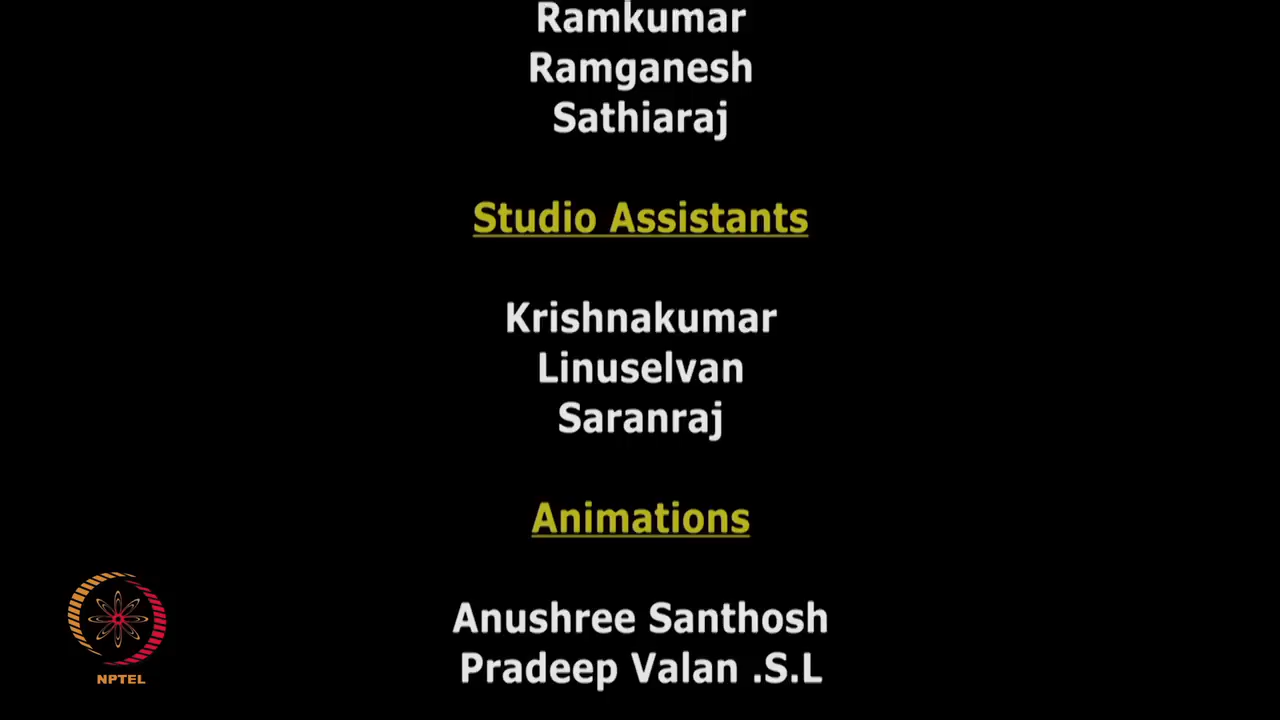 Ramkumar
Ramganesh
Sathiaraj
Studio Assistants
Krishnakumar
Linuselvan
Saranraj
Animations
Anushree Santhosh
Pradeep Valan .S.L
NPTEL